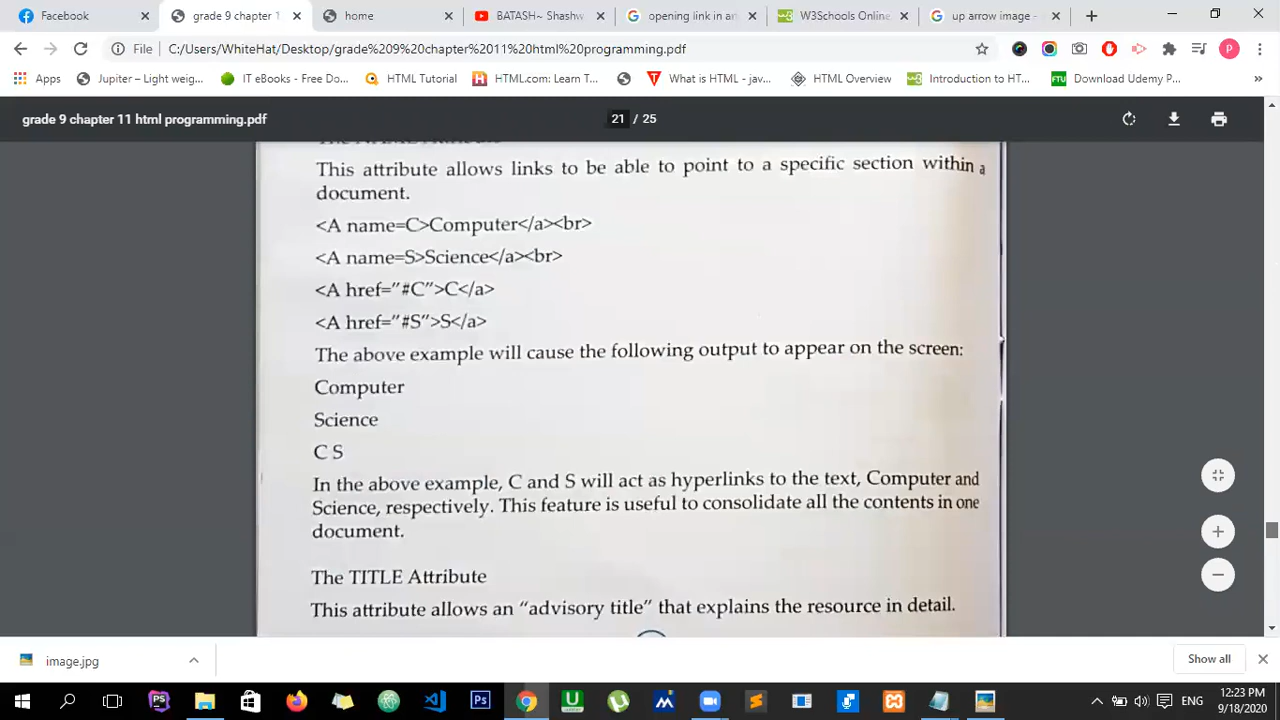 Facebook
grade 9 chapter 1
home
BATASH~ Shashw
opening link in an
W3Schools Online
up arrow image -
File
C:/Users/WhiteHat/Desktop/grade%209%20chapter%2011%20html%20programming.pdf
P
Apps
Jupiter – Light weig...
IT eBooks - Free Do...
HTML Tutorial
HTML.com: Learn T...
What is HTML - jav...
HTML Overview
Introduction to HT...
FTU
Download Udemy P...
»
grade 9 chapter 11 html programming.pdf
21 / 25
This attribute allows links to be able to point to a specific section within a
document.
<A name=C>Computer</a><br>
<A name=S>Science</a><br>
<A href="#C">C</a>
<A href="#S">S</a>
The above example will cause the following output to appear on the screen:
Computer
Science
C S
In the above example, C and S will act as hyperlinks to the text, Computer and
Science, respectively. This feature is useful to consolidate all the contents in one
document.
The TITLE Attribute
This attribute allows an “advisory title” that explains the resource in detail.
image.jpg
Show all
ENG
12:23 PM
9/18/2020